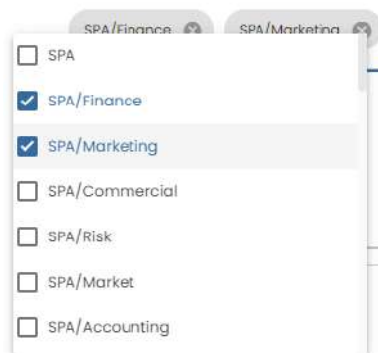 SPA/Finance SPA/Marketing
SPA
SPA/Finance
SPA/Marketing
SPA/Commercial
SPA/Risk
SPA/Market
SPA/Accounting